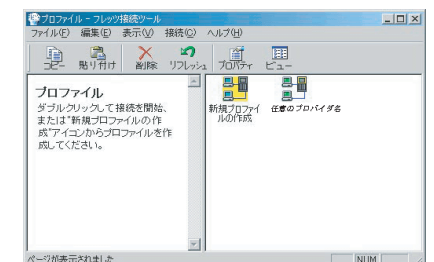 プロファイル - フレッツ接続ツール
ファイル(F) 編集(E) 表示(V) 接続(C) ヘルプ(H)
コピー 貼り付け 削除 リフレッシュ プロパティ ビュー
プロファイル
ダブルクリックして接続を開始、
または"新規プロファイルの作
成"アイコンからプロファイルを作
成してください。
新規プロファイ
ルの作成
任意のプロバイダ名
ページが表示されました
NUM